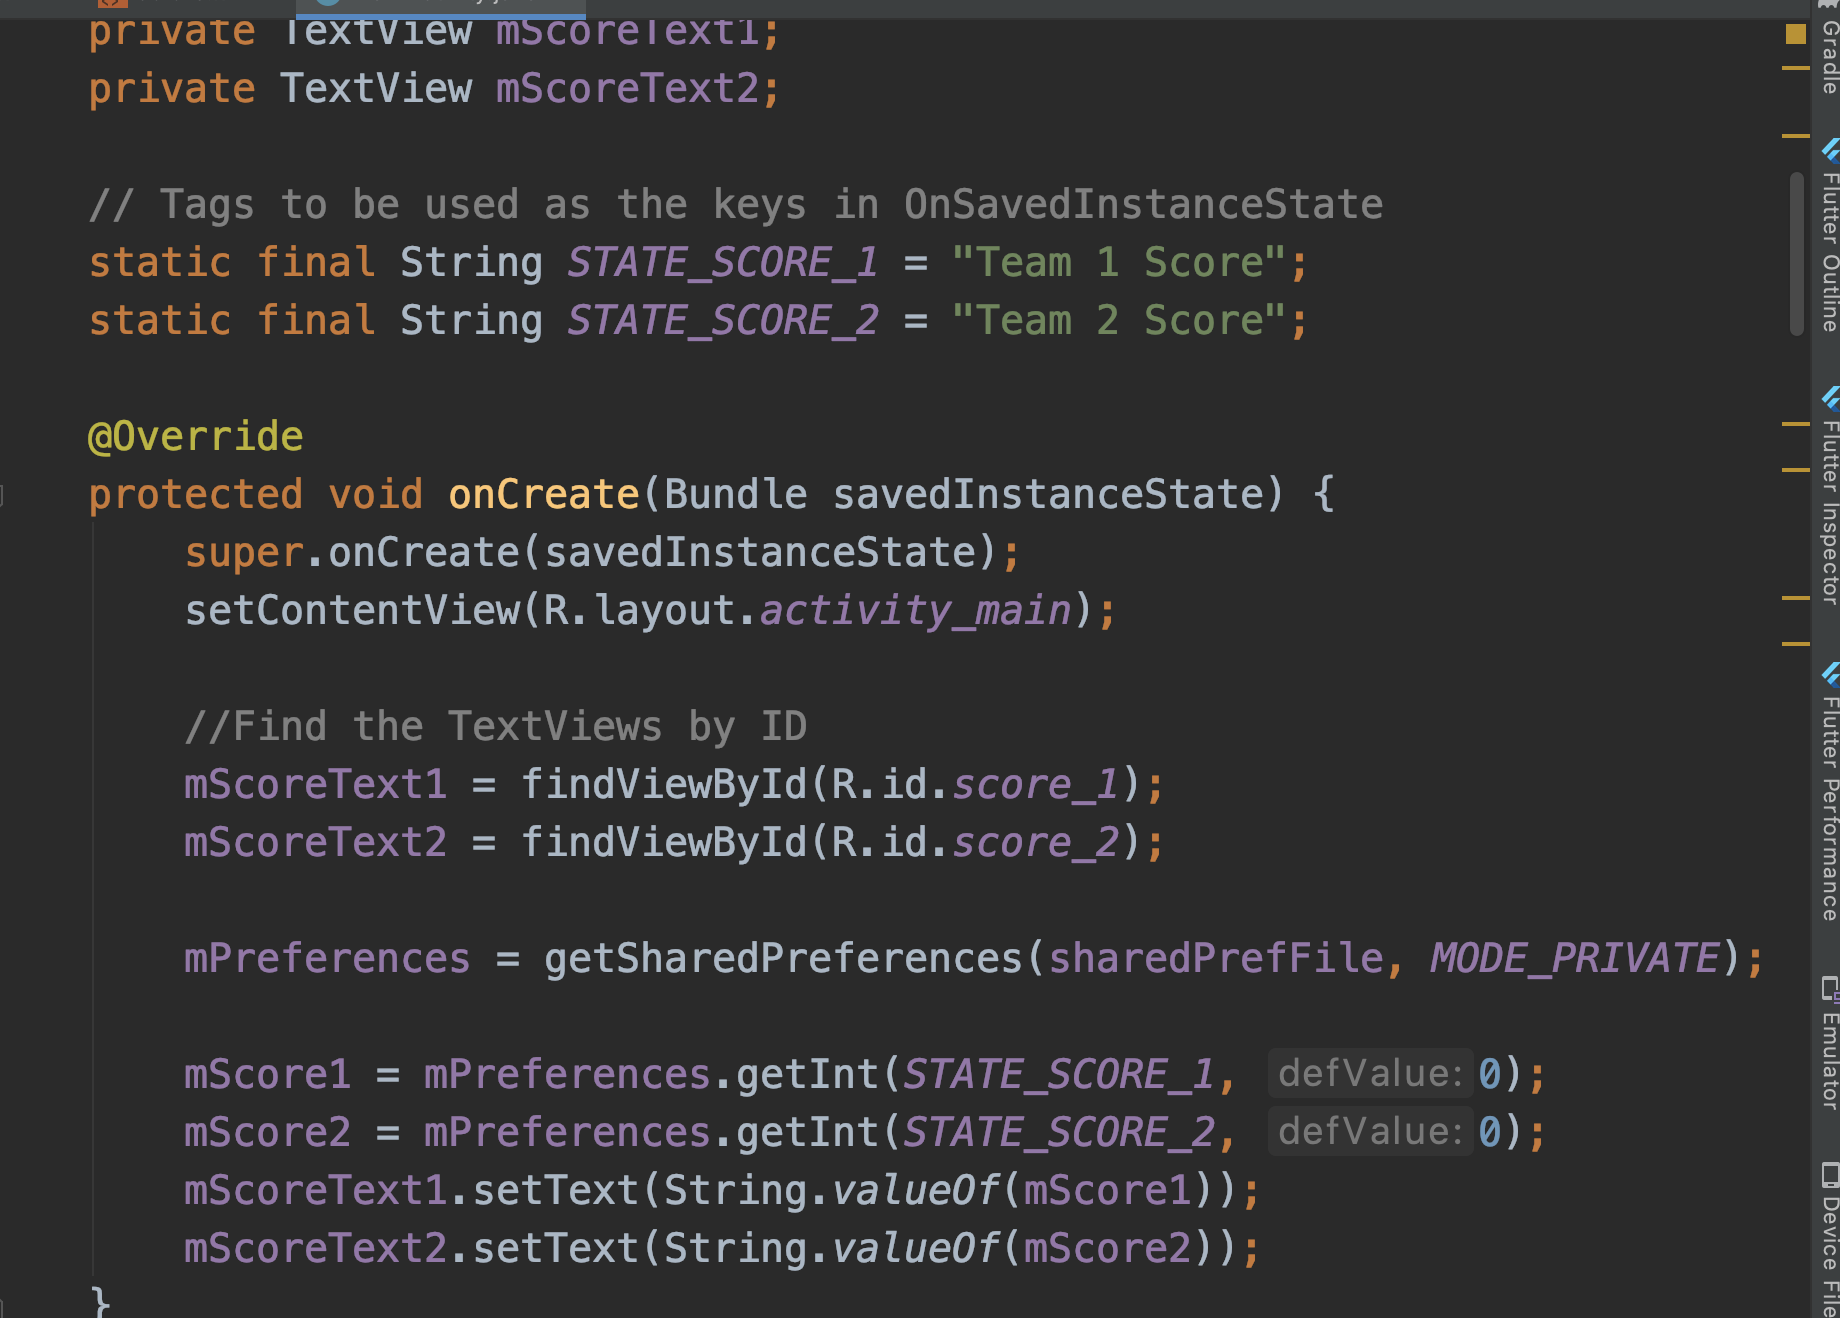 private TextView mScoreText1;
private TextView mScoreText2;
// Tags to be used as the keys in OnSavedInstanceState
static final String STATE_SCORE_1 = "Team 1 Score";
static final String STATE_SCORE_2 = "Team 2 Score";
@Override
protected void onCreate(Bundle savedInstanceState) {
super.onCreate(savedInstanceState);
setContentView(R.layout.activity_main);
//Find the TextViews by ID
mScoreText1 = findViewById(R.id.score_1);
mScoreText2 = findViewById(R.id.score_2);
mPreferences = getSharedPreferences(sharedPrefFile, MODE_PRIVATE);
mScore1 = mPreferences.getInt(STATE_SCORE_1, defValue: 0);
mScore2 = mPreferences.getInt(STATE_SCORE_2, defValue: 0);
mScoreText1.setText(String.valueOf(mScore1));
mScoreText2.setText(String.valueOf(mScore2));
}
Gradle
Flutter Outline
Flutter Inspector
Flutter Performance
Emulator
Device File